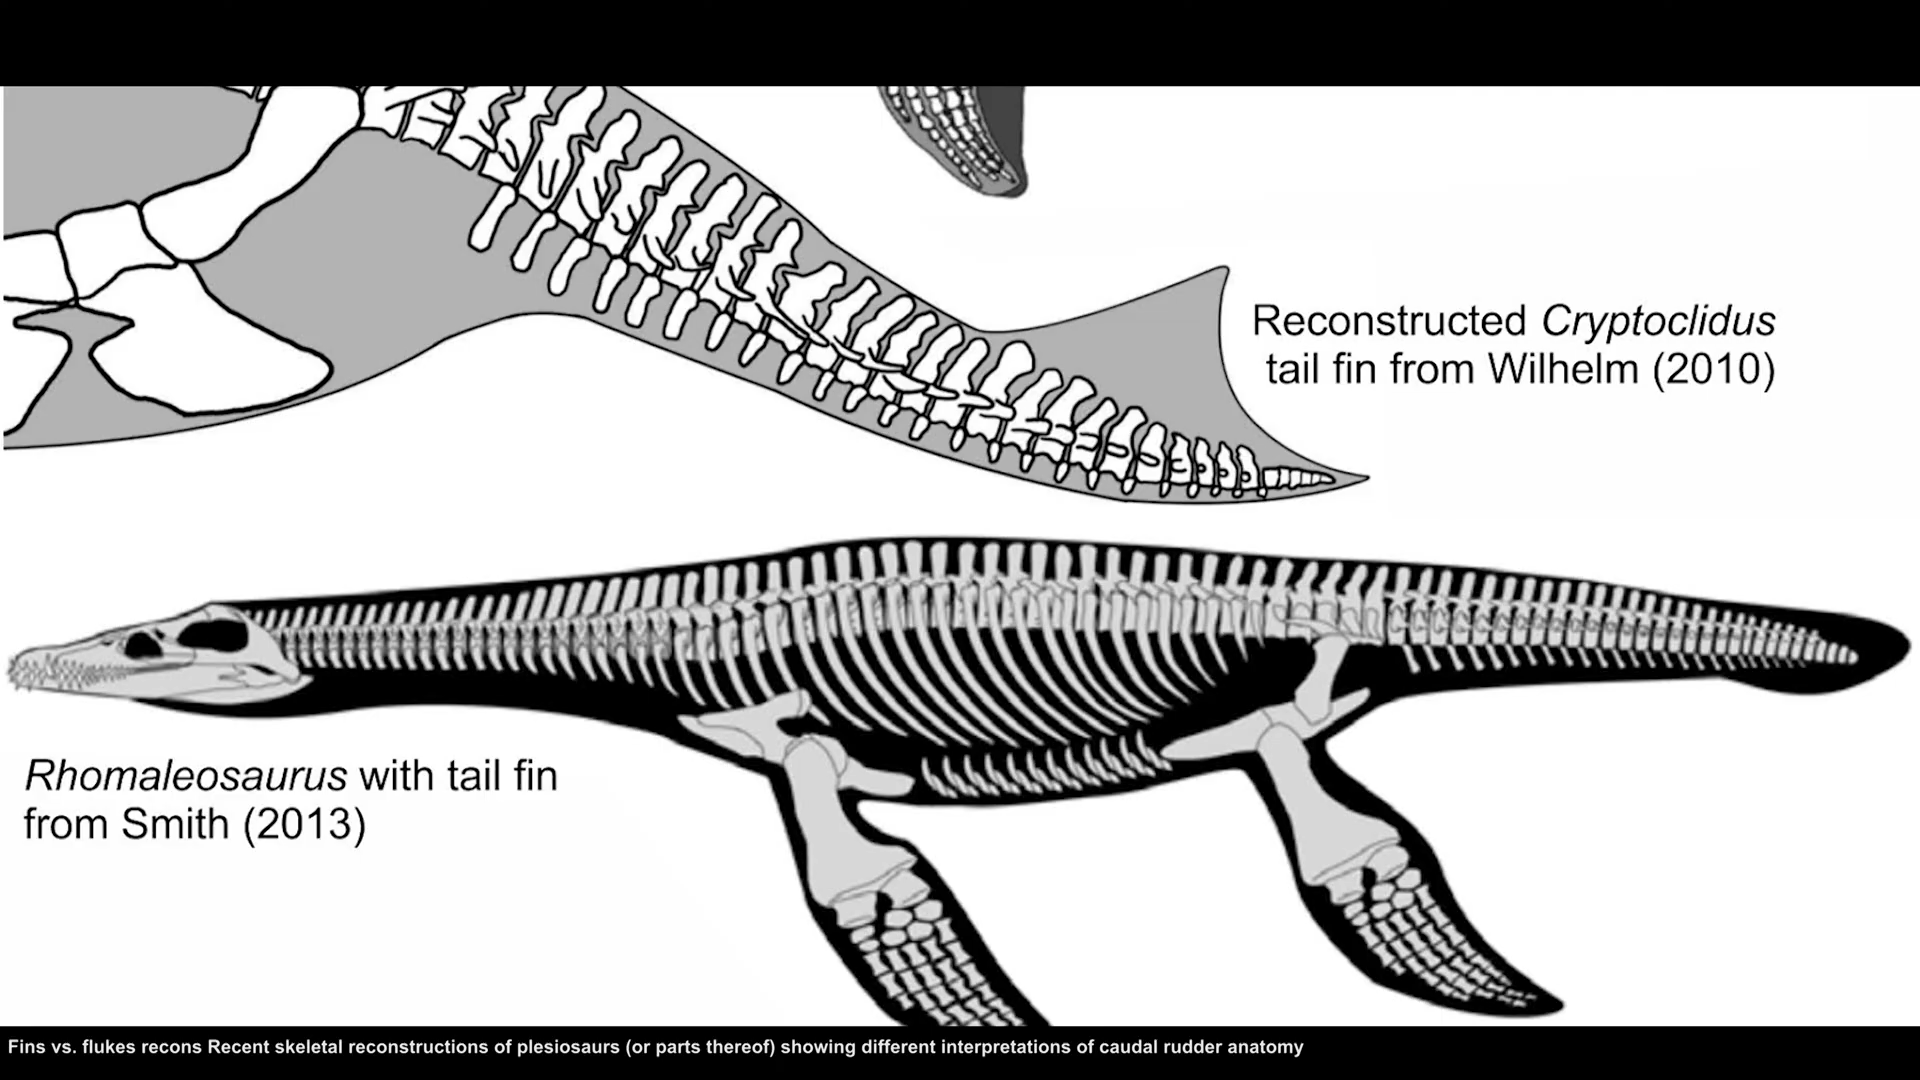 Reconstructed Cryptoclidus
tail fin from Wilhelm (2010)
Rhomaleosaurus with tail fin
from Smith (2013)
Fins vs. flukes recons Recent skeletal reconstructions of plesiosaurs (or parts thereof) showing different interpretations of caudal rudder anatomy